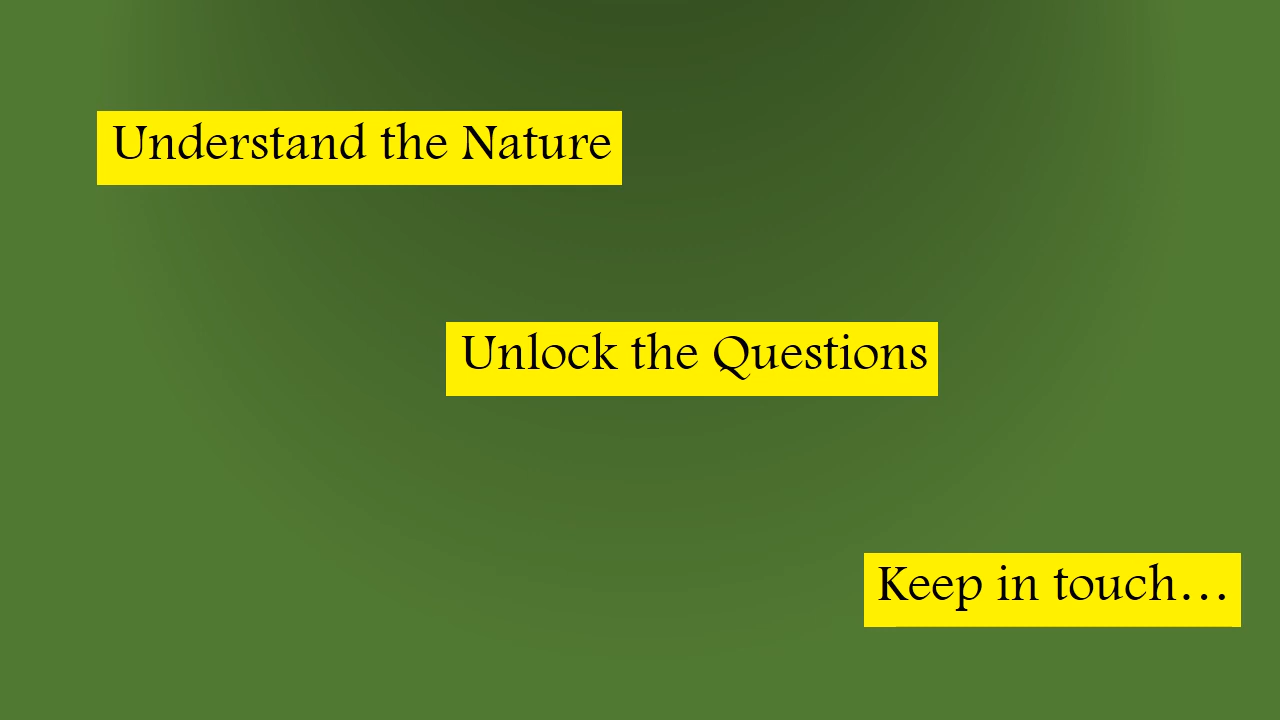 Understand the Nature
Unlock the Questions
Keep in touch...